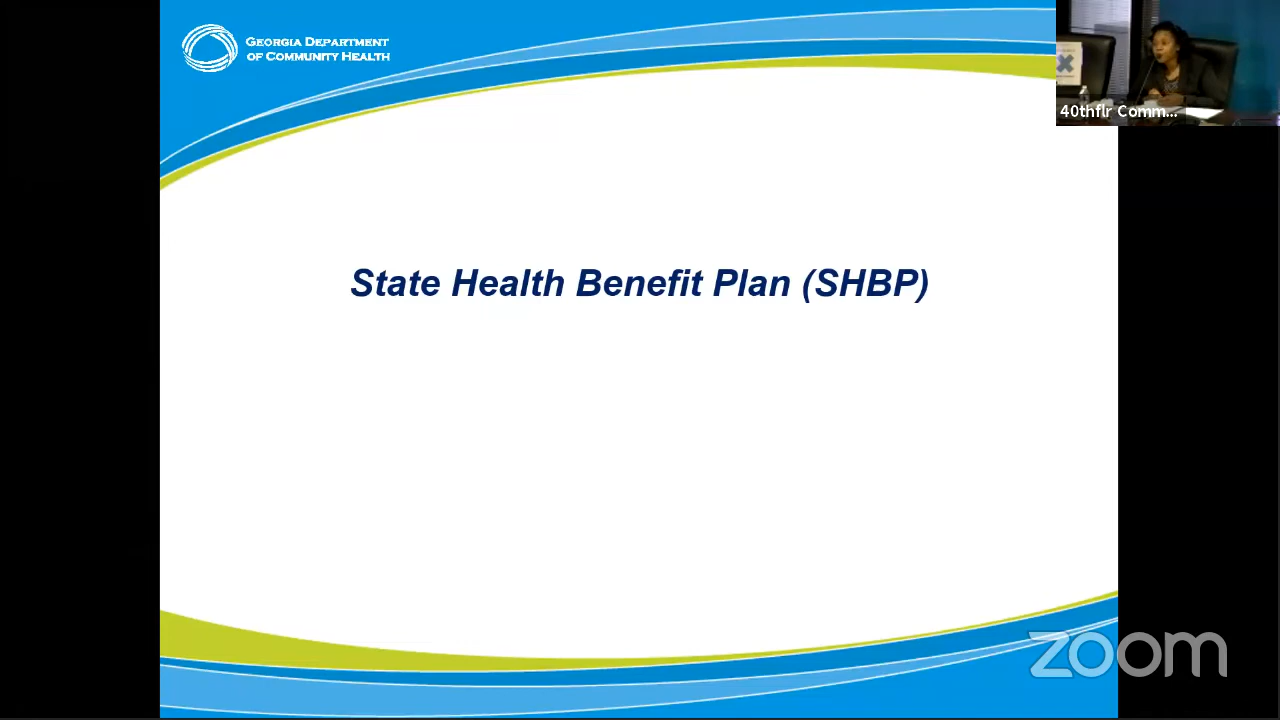 GEORGIA DEPARTMENT
OF COMMUNITY HEALTH
40thflr Comm...
State Health Benefit Plan (SHBP)
zoom